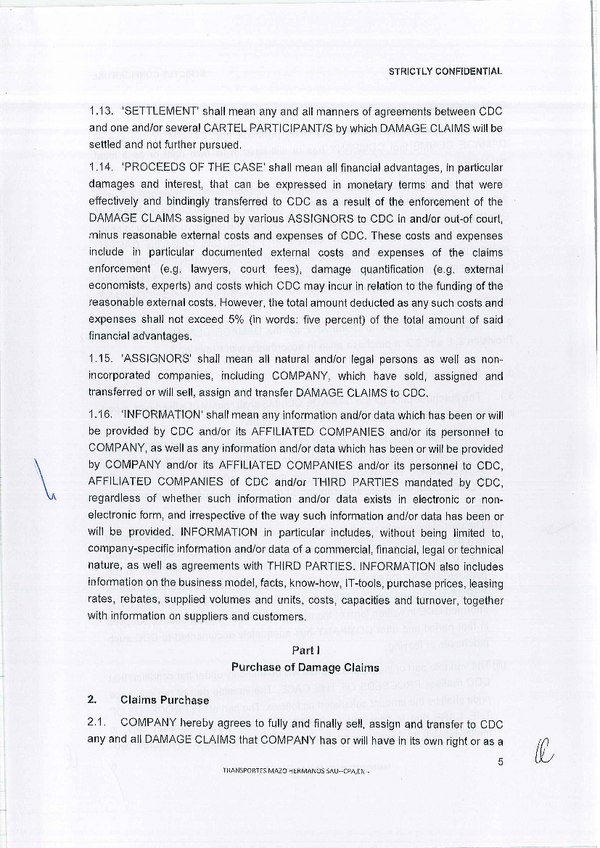 STRICTLY CONFIDENTIAL
1.13. 'SETTLEMENT' shall mean any and all manners of agreements between CDC
and one and/or several CARTEL PARTICIPANT/S by which DAMAGE CLAIMS will be
settled and not further pursued.
1.14. 'PROCEEDS OF THE CASE' shall mean all financial advantages, in particular
damages and interest, that can be expressed in monetary terms and that were
effectively and bindingly transferred to CDC as a result of the enforcement of the
DAMAGE CLAIMS assigned by various ASSIGNORS to CDC in and/or out-of court,
minus reasonable external costs and expenses of CDC. These costs and expenses
include in particular documented external costs and expenses of the claims
enforcement (e.g. lawyers, court fees), damage quantification (e.g. external
economists, experts) and costs which CDC may incur in relation to the funding of the
reasonable external costs. However, the total amount deducted as any such costs and
expenses shall not exceed 5% (in words: five percent) of the total amount of said
financial advantages.
1.15. 'ASSIGNORS' shall mean all natural and/or legal persons as well as non-
incorporated companies, including COMPANY, which have sold, assigned and
transferred or will sell, assign and transfer DAMAGE CLAIMS to CDC.
1.16. 'INFORMATION' shall mean any information and/or data which has been or will
be provided by CDC and/or its AFFILIATED COMPANIES and/or its personnel to
COMPANY, as well as any information and/or data which has been or will be provided
by COMPANY and/or its AFFILIATED COMPANIES and/or its personnel to CDC,
AFFILIATED COMPANIES of CDC and/or THIRD PARTIES mandated by CDC,
regardless of whether such information and/or data exists in electronic or non-
electronic form, and irrespective of the way such information and/or data has been or
will be provided. INFORMATION in particular includes, without being limited to,
company-specific information and/or data of a commercial, financial, legal or technical
nature, as well as agreements with THIRD PARTIES. INFORMATION also includes
information on the business model, facts, know-how, IT-tools, purchase prices, leasing
rates, rebates, supplied volumes and units, costs, capacities and turnover, together
with information on suppliers and customers.
Part I
Purchase of Damage Claims
2. Claims Purchase
2.1. COMPANY hereby agrees to fully and finally sell, assign and transfer to CDC
any and all DAMAGE CLAIMS that COMPANY has or will have in its own right or as a
5
TRANSPORTES MAZO HERMANOS SAU--CPA,EN -